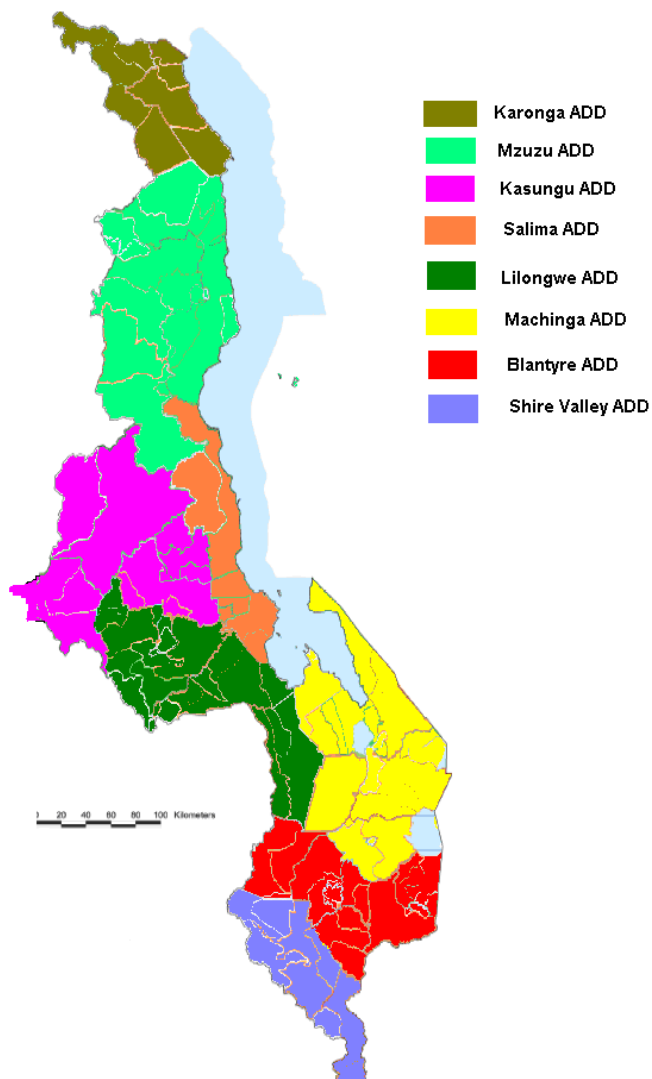 Karonga ADD
Mzuzu ADD
Kasungu ADD
Salima ADD
Lilongwe ADD
Machinga ADD
Blantyre ADD
Shire Valley ADD
0 20 40 60 80 100 Kilometers